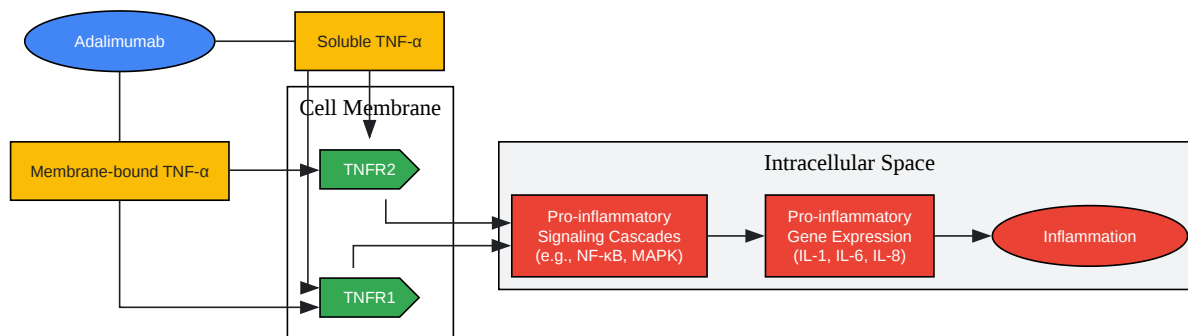 Adalimumab
Soluble TNF-α
Cell Membrane
Membrane-bound TNF-α
TNFR2
TNFR1
Intracellular Space
Pro-inflammatory
Signaling Cascades
(e.g., NF-κB, MAPK)
Pro-inflammatory
Gene Expression
(IL-1, IL-6, IL-8)
Inflammation